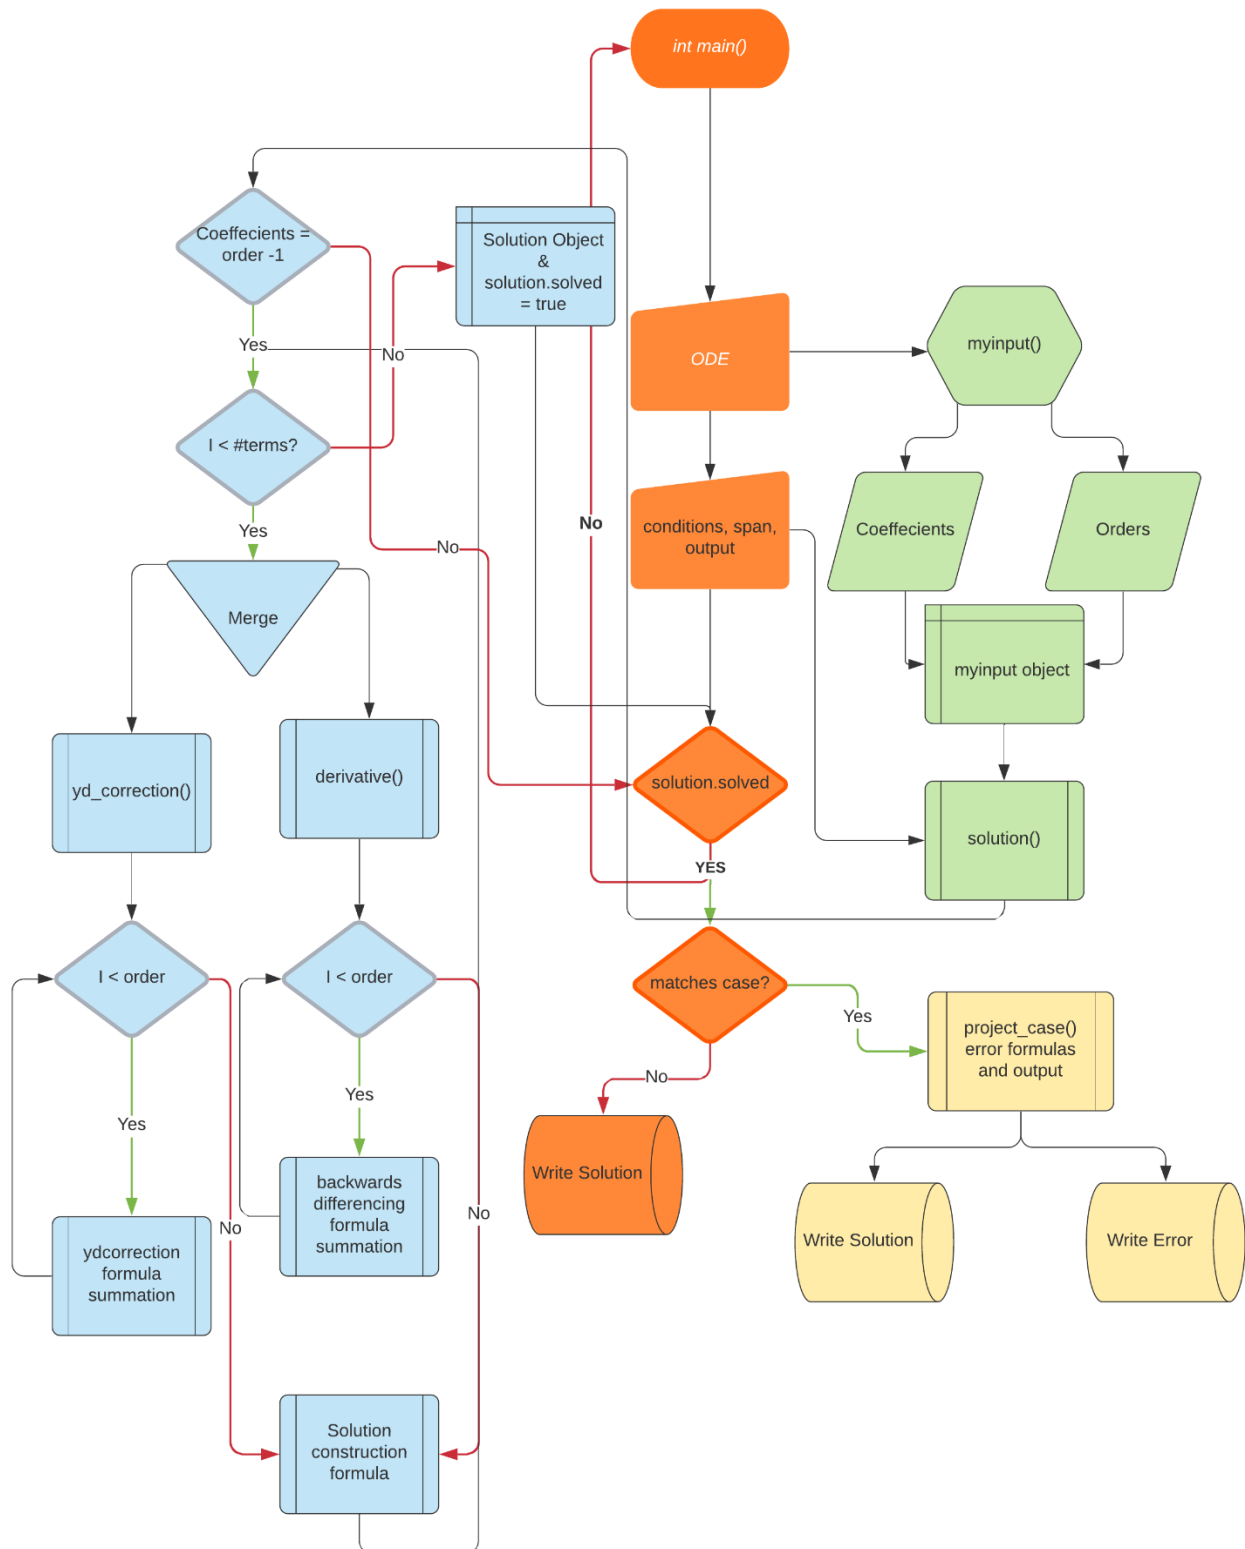 int main()
Coeffecients =
order -1
Solution Object
&
solution.solved
= true
ODE
myinput()
Yes
No
I < #terms?
Coeffecients
Orders
conditions, span,
output
No
Yes
No
Merge
myinput object
yd_correction()
derivative()
solution.solved
solution()
YES
I < order
I < order
matches case?
Yes
project_case()
error formulas
and output
No
Yes
Yes
Write Solution
backwards
differencing
formula
summation
No
No
ydcorrection
formula
summation
Write Solution
Write Error
Solution
construction
formula